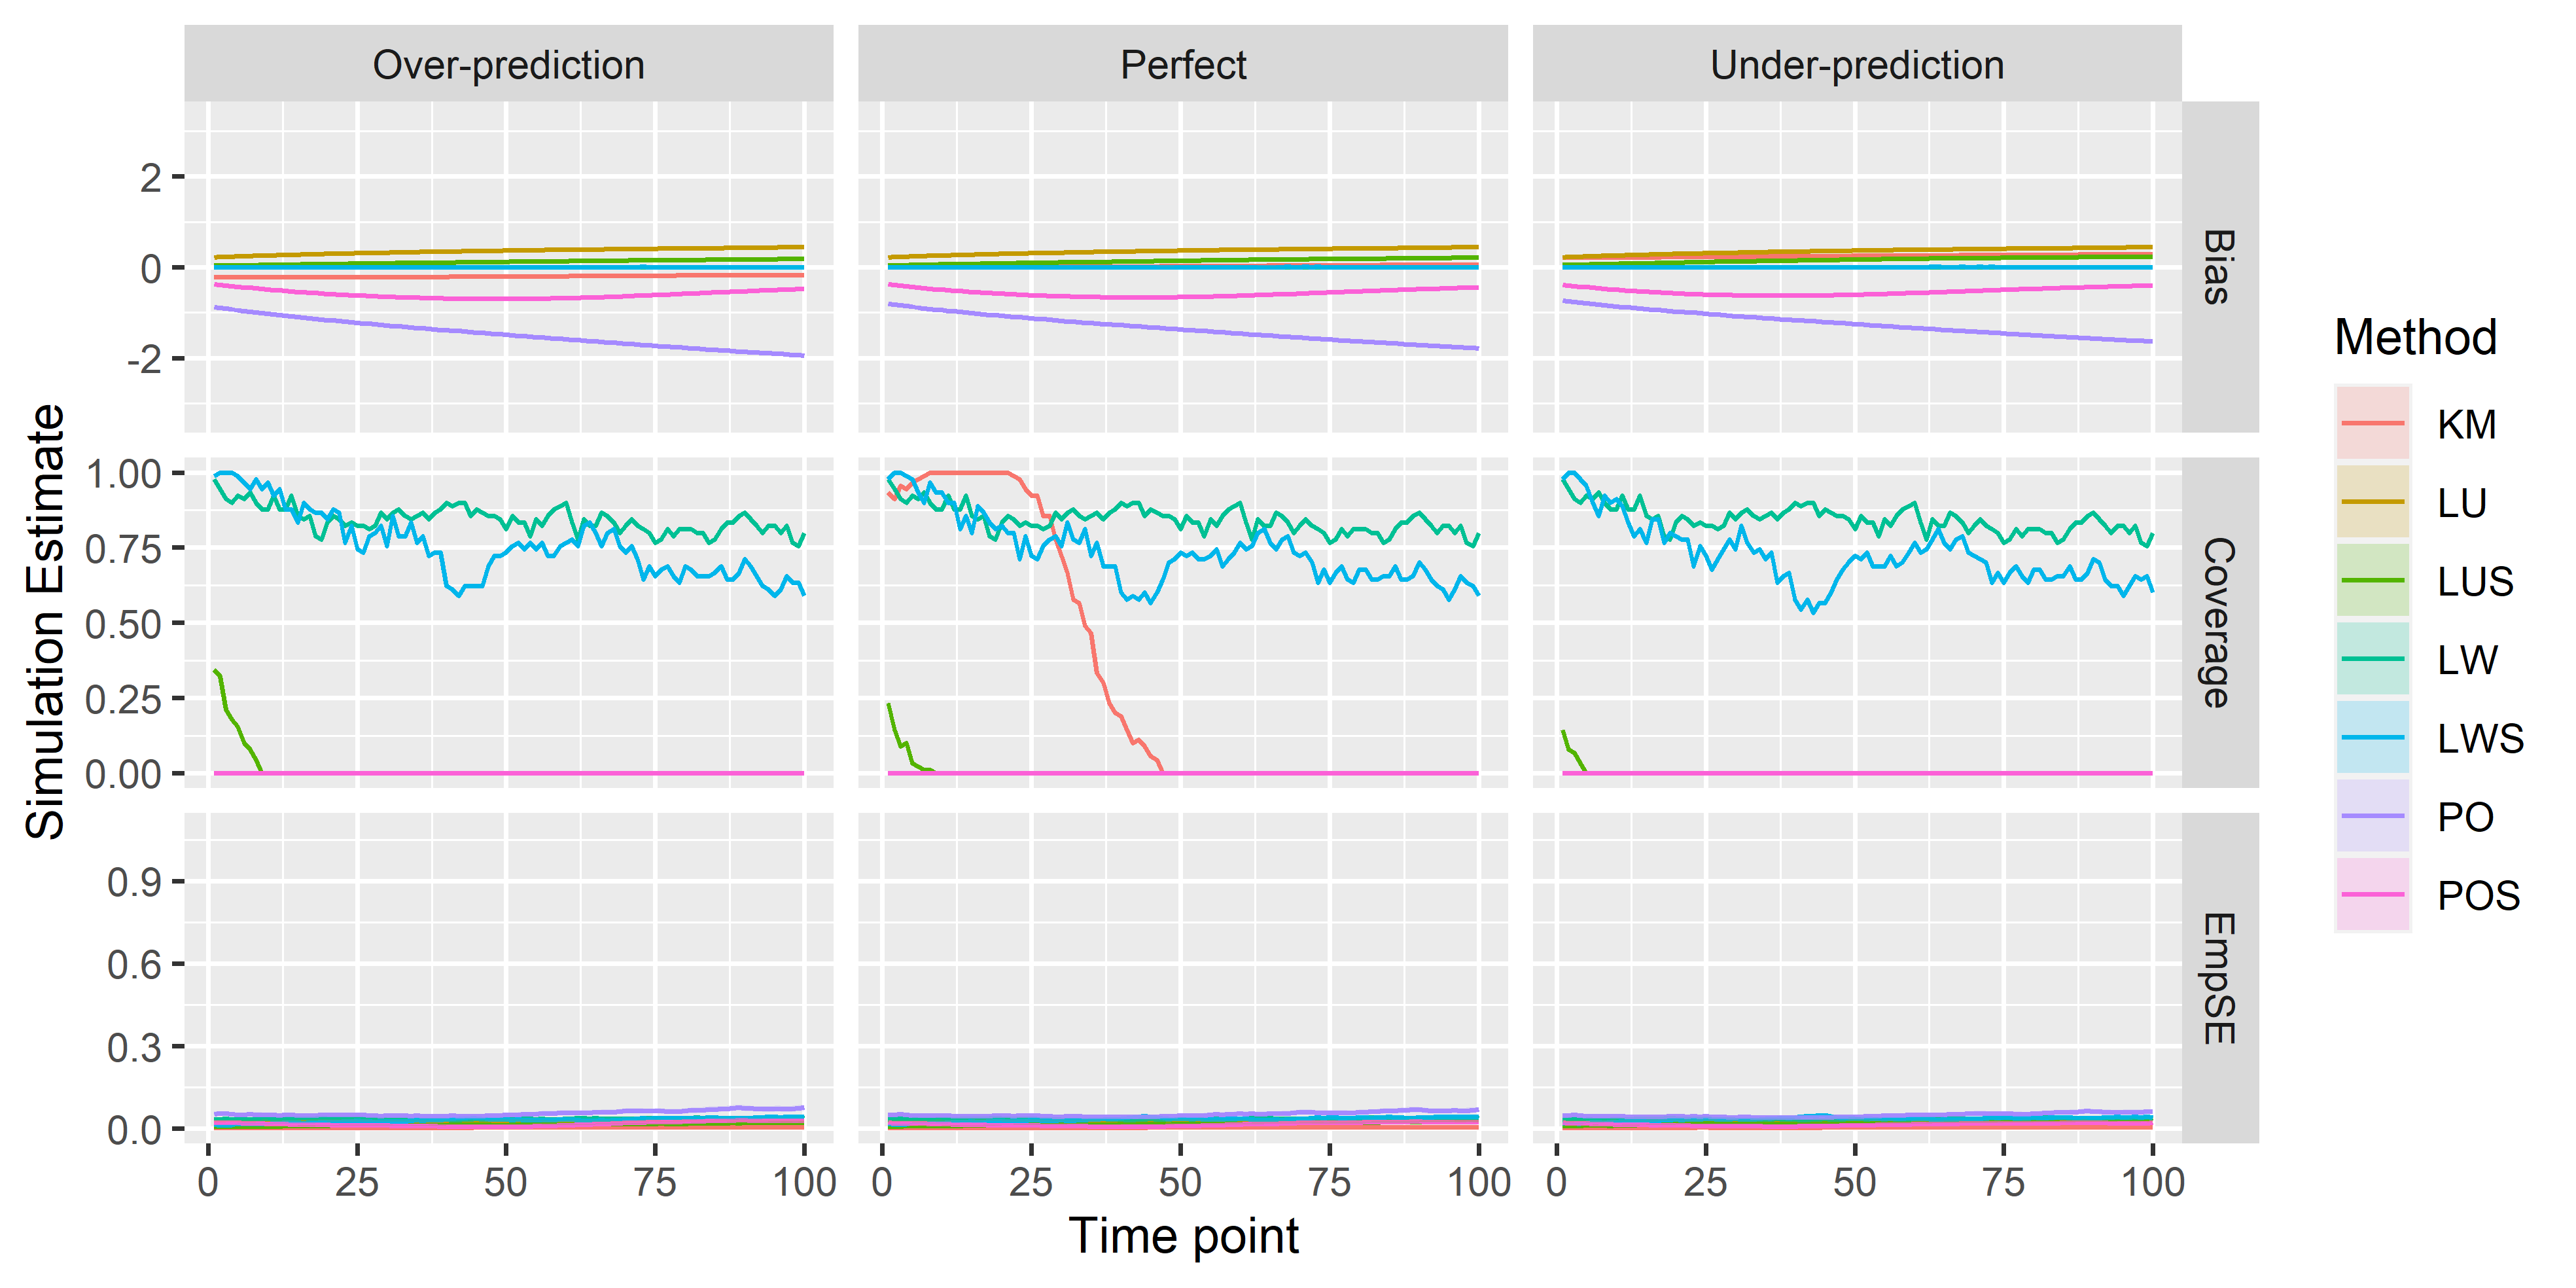 Over-prediction
Perfect
Under-prediction
Simulation Estimate
2
0
-2
Bias
1.00
0.75
0.50
0.25
0.00
Coverage
0.9
0.6
0.3
0.0
EmpSE
0 25 50 75 100
0 25 50 75 100
0 25 50 75 100
Time point
Method
KM
LU
LUS
LW
LWS
PO
POS